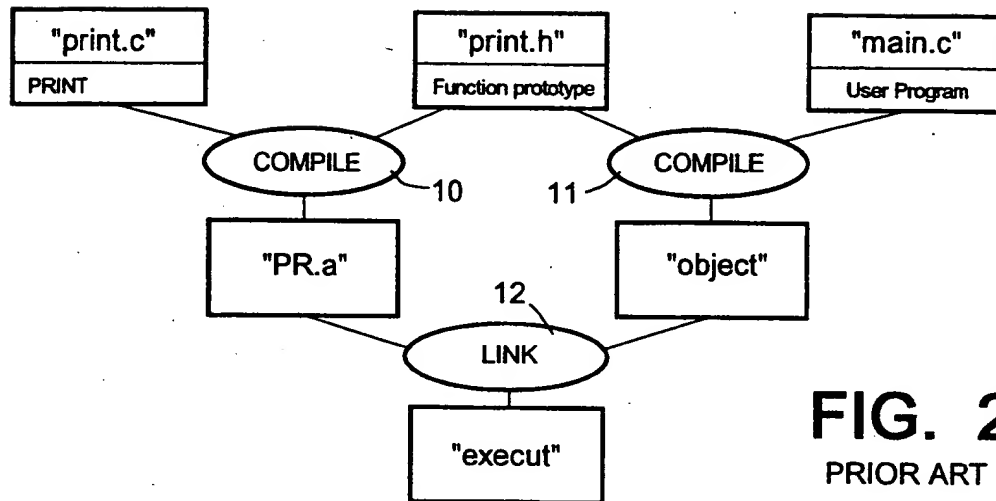 "print.c"
PRINT
"print.h"
Function prototype
"main.c"
User Program
COMPILE
10
COMPILE
11
"PR.a"
"object"
12
LINK
"execut"
FIG. 2
PRIOR ART